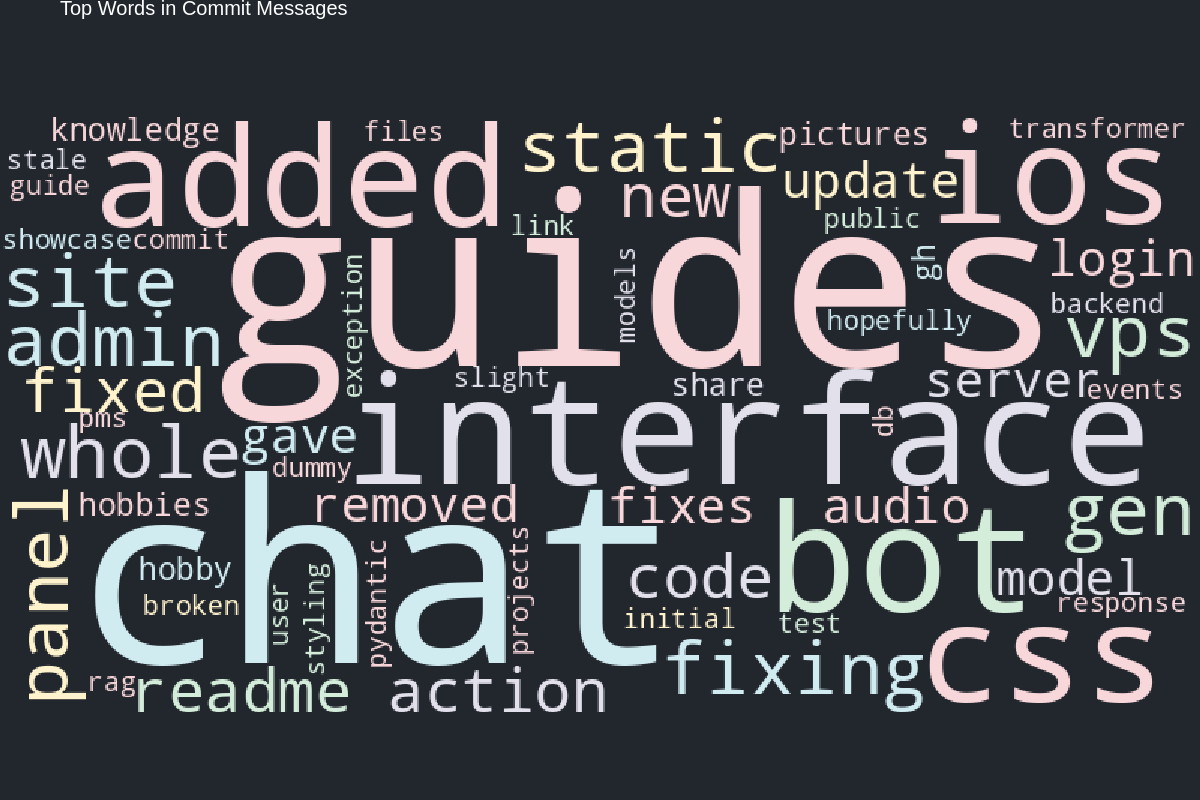 Top Words in Commit Messages
knowledge
added
files
static
pictures
ios
transformer
stale
guide
new
update
link
public
showcase
commit
guides
site
exception
models
gh
login
admin
hopefully
backend
vps
fixed
slight
share
server
events
pms
interface
db
whole
gave
dummy
panel
hobbies
chat
removed
fixes
audio
gen
hobby
broken
user
styling
pydantic
projects
code
bot
model
initial
test
response
rag
readme
action
fixing
css